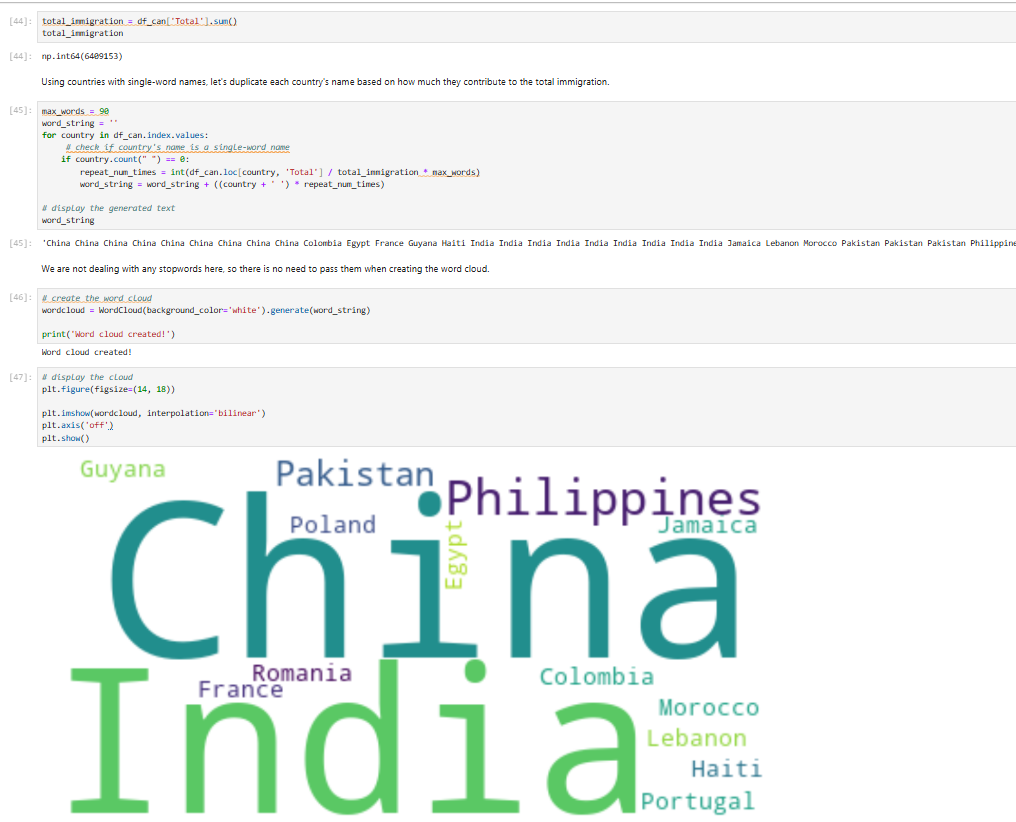 [44]: total_immigration = df_can['Total'].sum()
total_immigration
[44]: np.int64(6409153)
Using countries with single-word names, let's duplicate each country's name based on how much they contribute to the total immigration.
[45]: max_words = 90
word_string = ''
for country in df_can.index.values:
# check if country's name is a single-word name
if country.count(" ") == 0:
repeat_num_times = int(df_can.loc[country, 'Total'] / total_immigration * max_words)
word_string = word_string + ((country + ' ') * repeat_num_times)
# display the generated text
word_string
[45]: 'China China China China China China China China China Colombia Egypt France Guyana Haiti India India India India India India India India India Jamaica Lebanon Morocco Pakistan Pakistan Pakistan Philippine
We are not dealing with any stopwords here, so there is no need to pass them when creating the word cloud.
[46]: # create the word cloud
wordcloud = WordCloud(background_color='white').generate(word_string)
print('Word cloud created!')
Word cloud created!
[47]: # display the cloud
plt.figure(figsize=(14, 18))
plt.imshow(wordcloud, interpolation='bilinear')
plt.axis('off')
plt.show()
Guyana
Pakistan
Philippines
Poland
Egypt
Jamaica
China
Romania
France
Colombia
India
Morocco
Lebanon
Haiti
Portugal